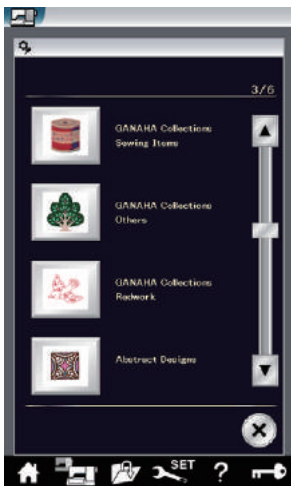 3/6
GANAHA Collections
Sewing Items
GANAHA Collections
Others
GANAHA Collections
Redwork
Abstract Designs
SET
?